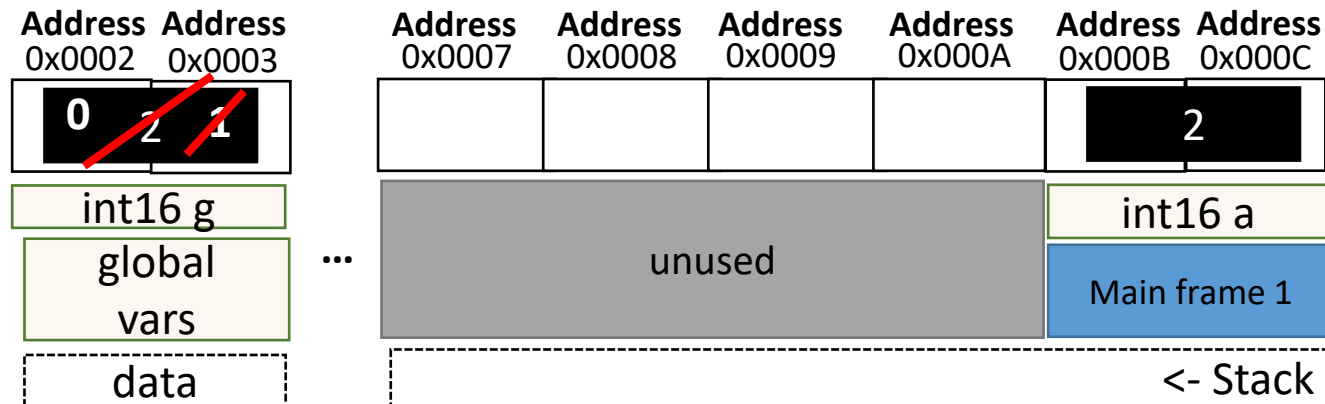 Address Address Address Address Address Address Address Address
0x0002 0x0003 0x0007 0x0008 0x0009 0x000A 0x000B 0x000C
0 2 1 2
int16 g int16 a
global
vars
... unused Main frame 1
data <- Stack